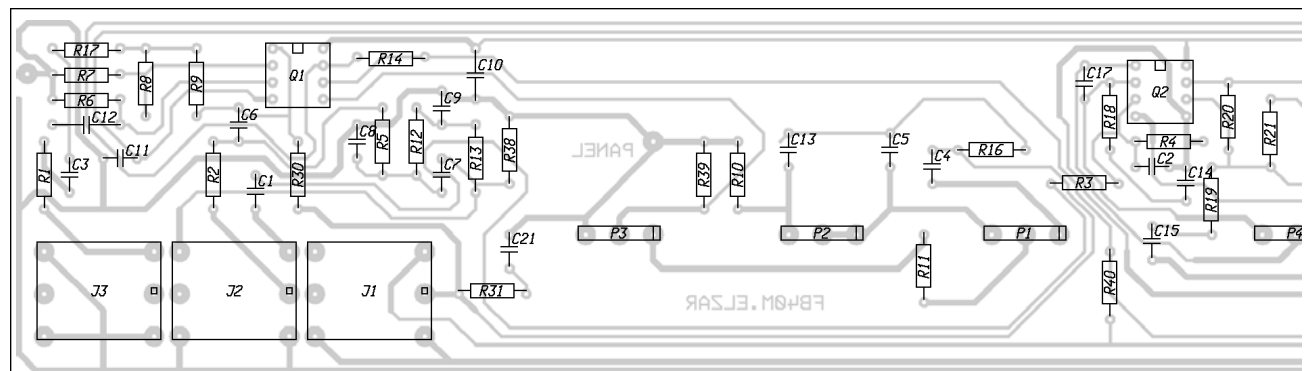 R17
R7
R6
C12
C11
R8
R9
Q1
R14
C10
C17
Q2
R18
R20
R21
C6
C8
R5
R12
C9
R13
R38
C7
PANEL
R39
R10
C13
C5
C4
R16
R3
R4
C2
C14
R19
R1
C3
R2
C1
R30
C21
P3
P2
R11
P1
C15
P4
R40
J3
J2
J1
R31
FB40M.ELZAR